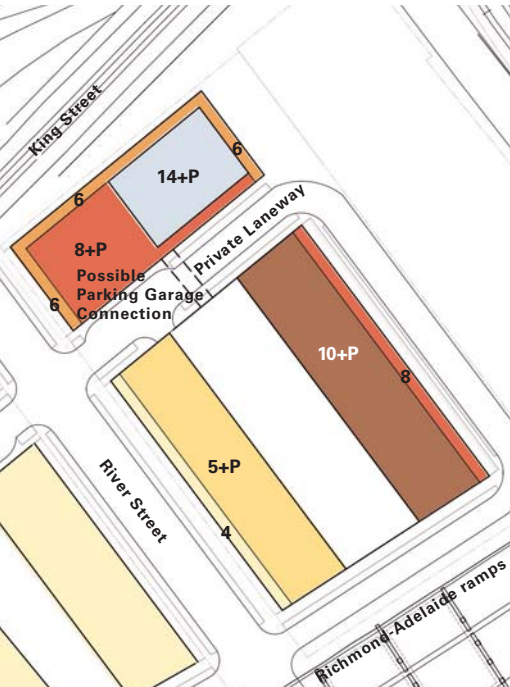 King Street
6
14+P
6
8+P
Private Laneway
Possible
Parking Garage
Connection
6
10+P
8
5+P
River Street
4
Richmond-Adelaide ramps